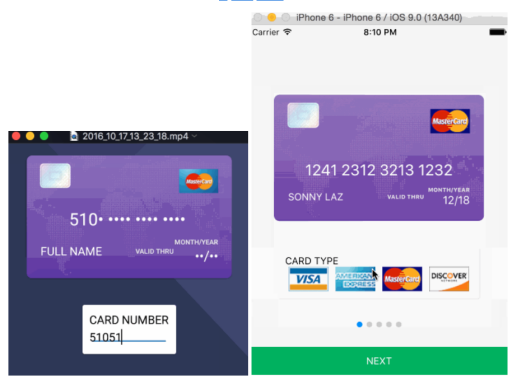 2016_10_17_13_23_18.mp4
MasterCard
510• •••• •••• ••••
MONTH/YEAR
FULL NAME
VALID THRU
••/••
CARD NUMBER
51051
iPhone 6 - iPhone 6 / iOS 9.0 (13A340)
Carrier
8:10 PM
MasterCard
1241 2312 3213 1232
MONTH/YEAR
SONNY LAZ
VALID THRU
12/18
CARD TYPE
VISA
AMERICAN EXPRESS
MasterCard
DISCOVER
NEXT